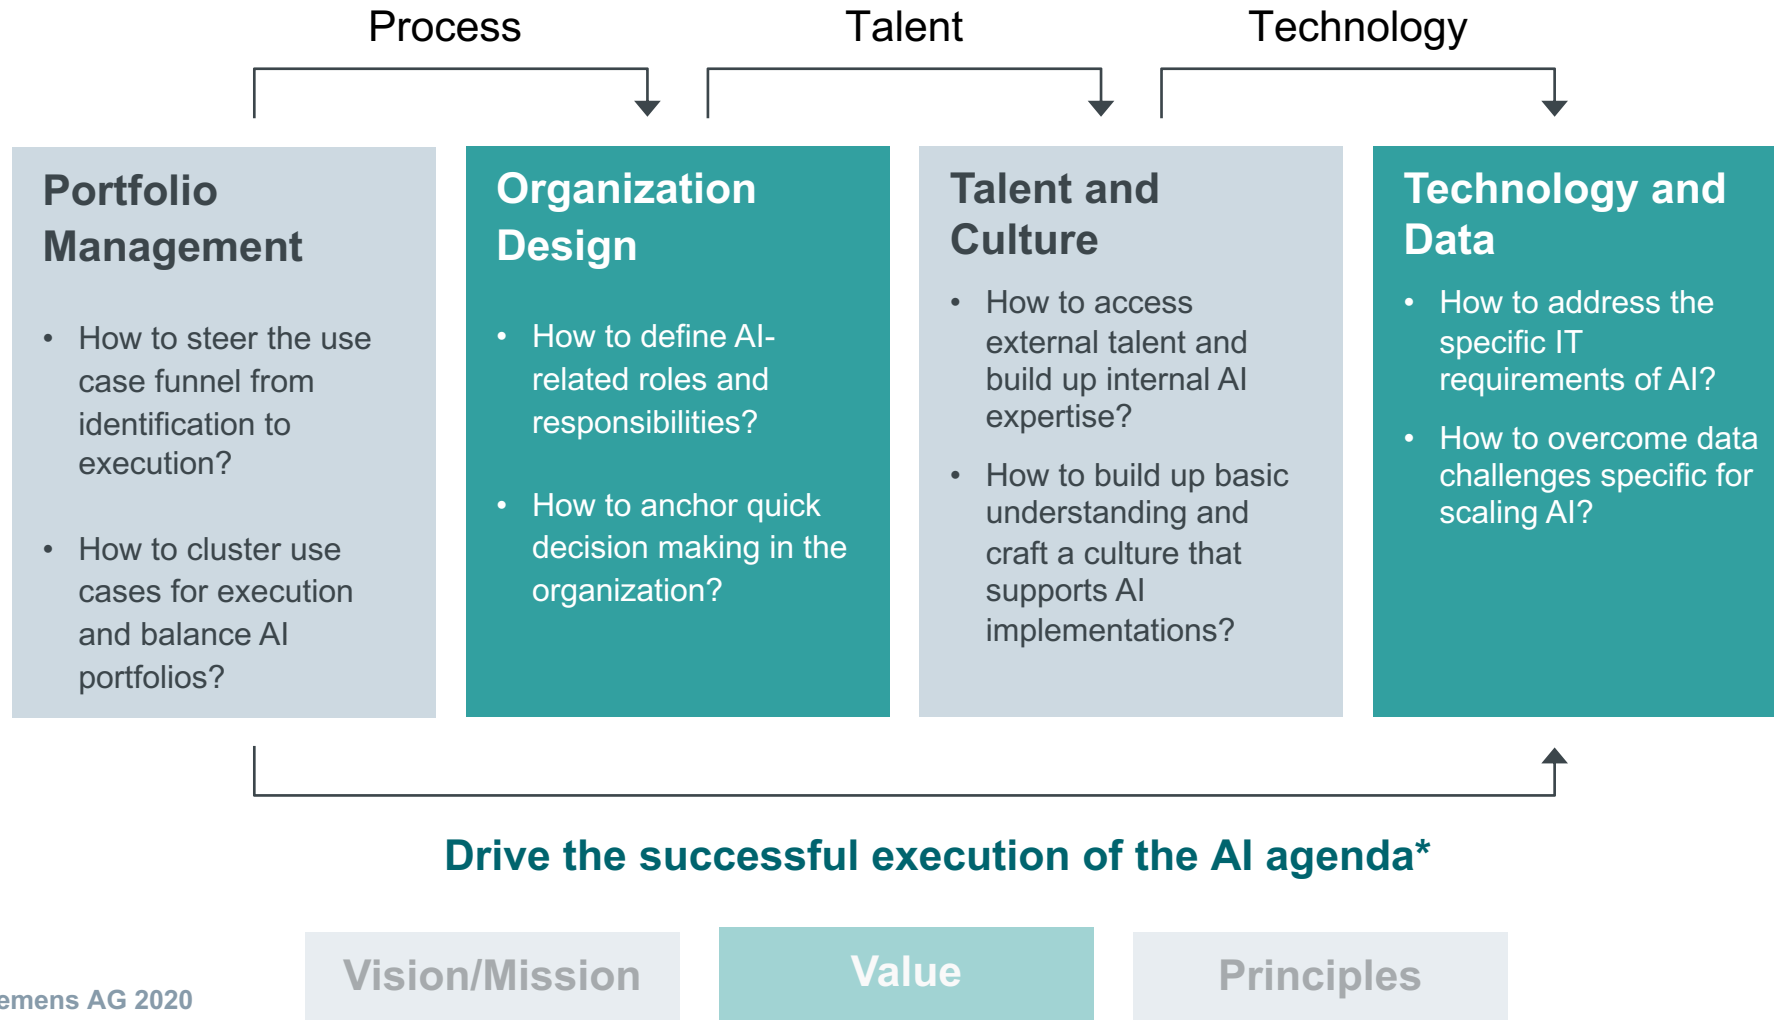 Process
Talent
Technology
Portfolio
Management
• How to steer the use
case funnel from
identification to
execution?
• How to cluster use
cases for execution
and balance AI
portfolios?
Organization
Design
• How to define AI-
related roles and
responsibilities?
• How to anchor quick
decision making in the
organization?
Talent and
Culture
• How to access
external talent and
build up internal AI
expertise?
• How to build up basic
understanding and
craft a culture that
supports AI
implementations?
Technology and
Data
• How to address the
specific IT
requirements of AI?
• How to overcome data
challenges specific for
scaling AI?
Drive the successful execution of the AI agenda*
Vision/Mission
Value
Principles
emens AG 2020